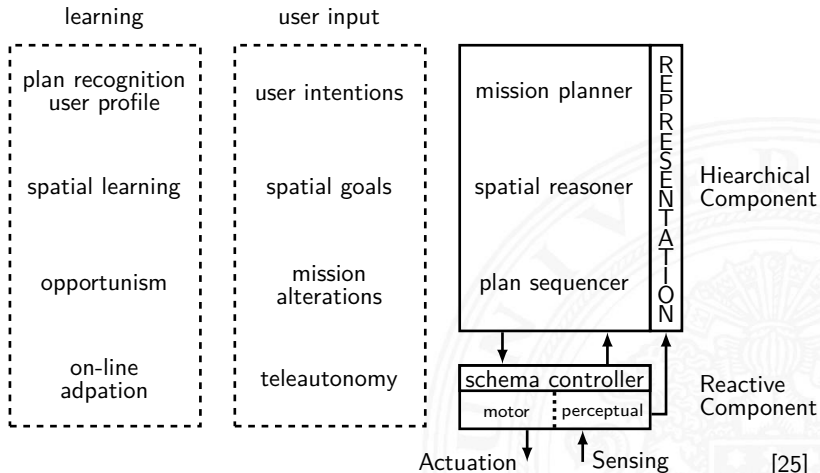 learning
plan recognition
user profile
spatial learning
opportunism
on-line
adpation
user input
user intentions
spatial goals
mission
alterations
teleautonomy
mission planner
spatial reasoner
plan sequencer
REPRESENTATION
schema controller
motor
perceptual
Actuation
Sensing
Hiearchical
Component
Reactive
Component
[25]